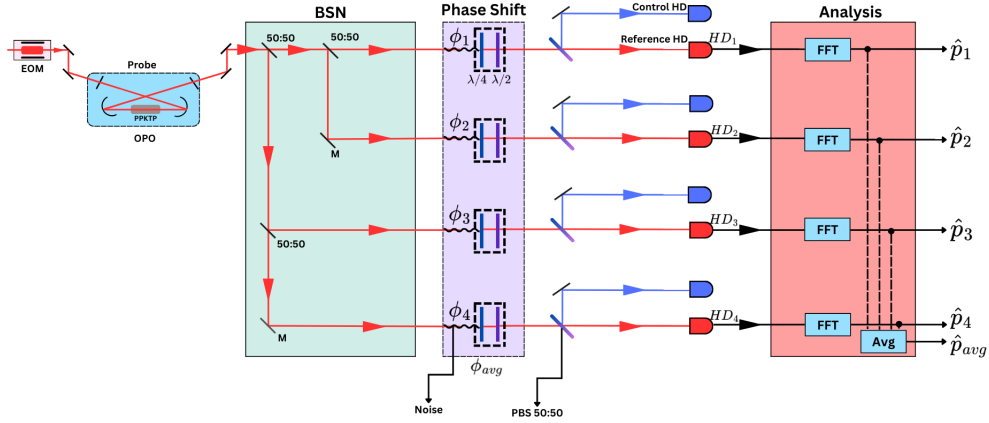 BSN
Phase Shift
Analysis
Control HD
50:50
50:50
ϕ₁
Reference HD
HD₁
FFT
p̂₁
EOM
Probe
λ/4
λ/2
PPKTP
OPO
ϕ₂
HD₂
FFT
p̂₂
M
ϕ₃
HD₃
FFT
p̂₃
50:50
ϕ₄
HD₄
FFT
p̂₄
M
Avg
p̂avg
ϕavg
Noise
PBS 50:50